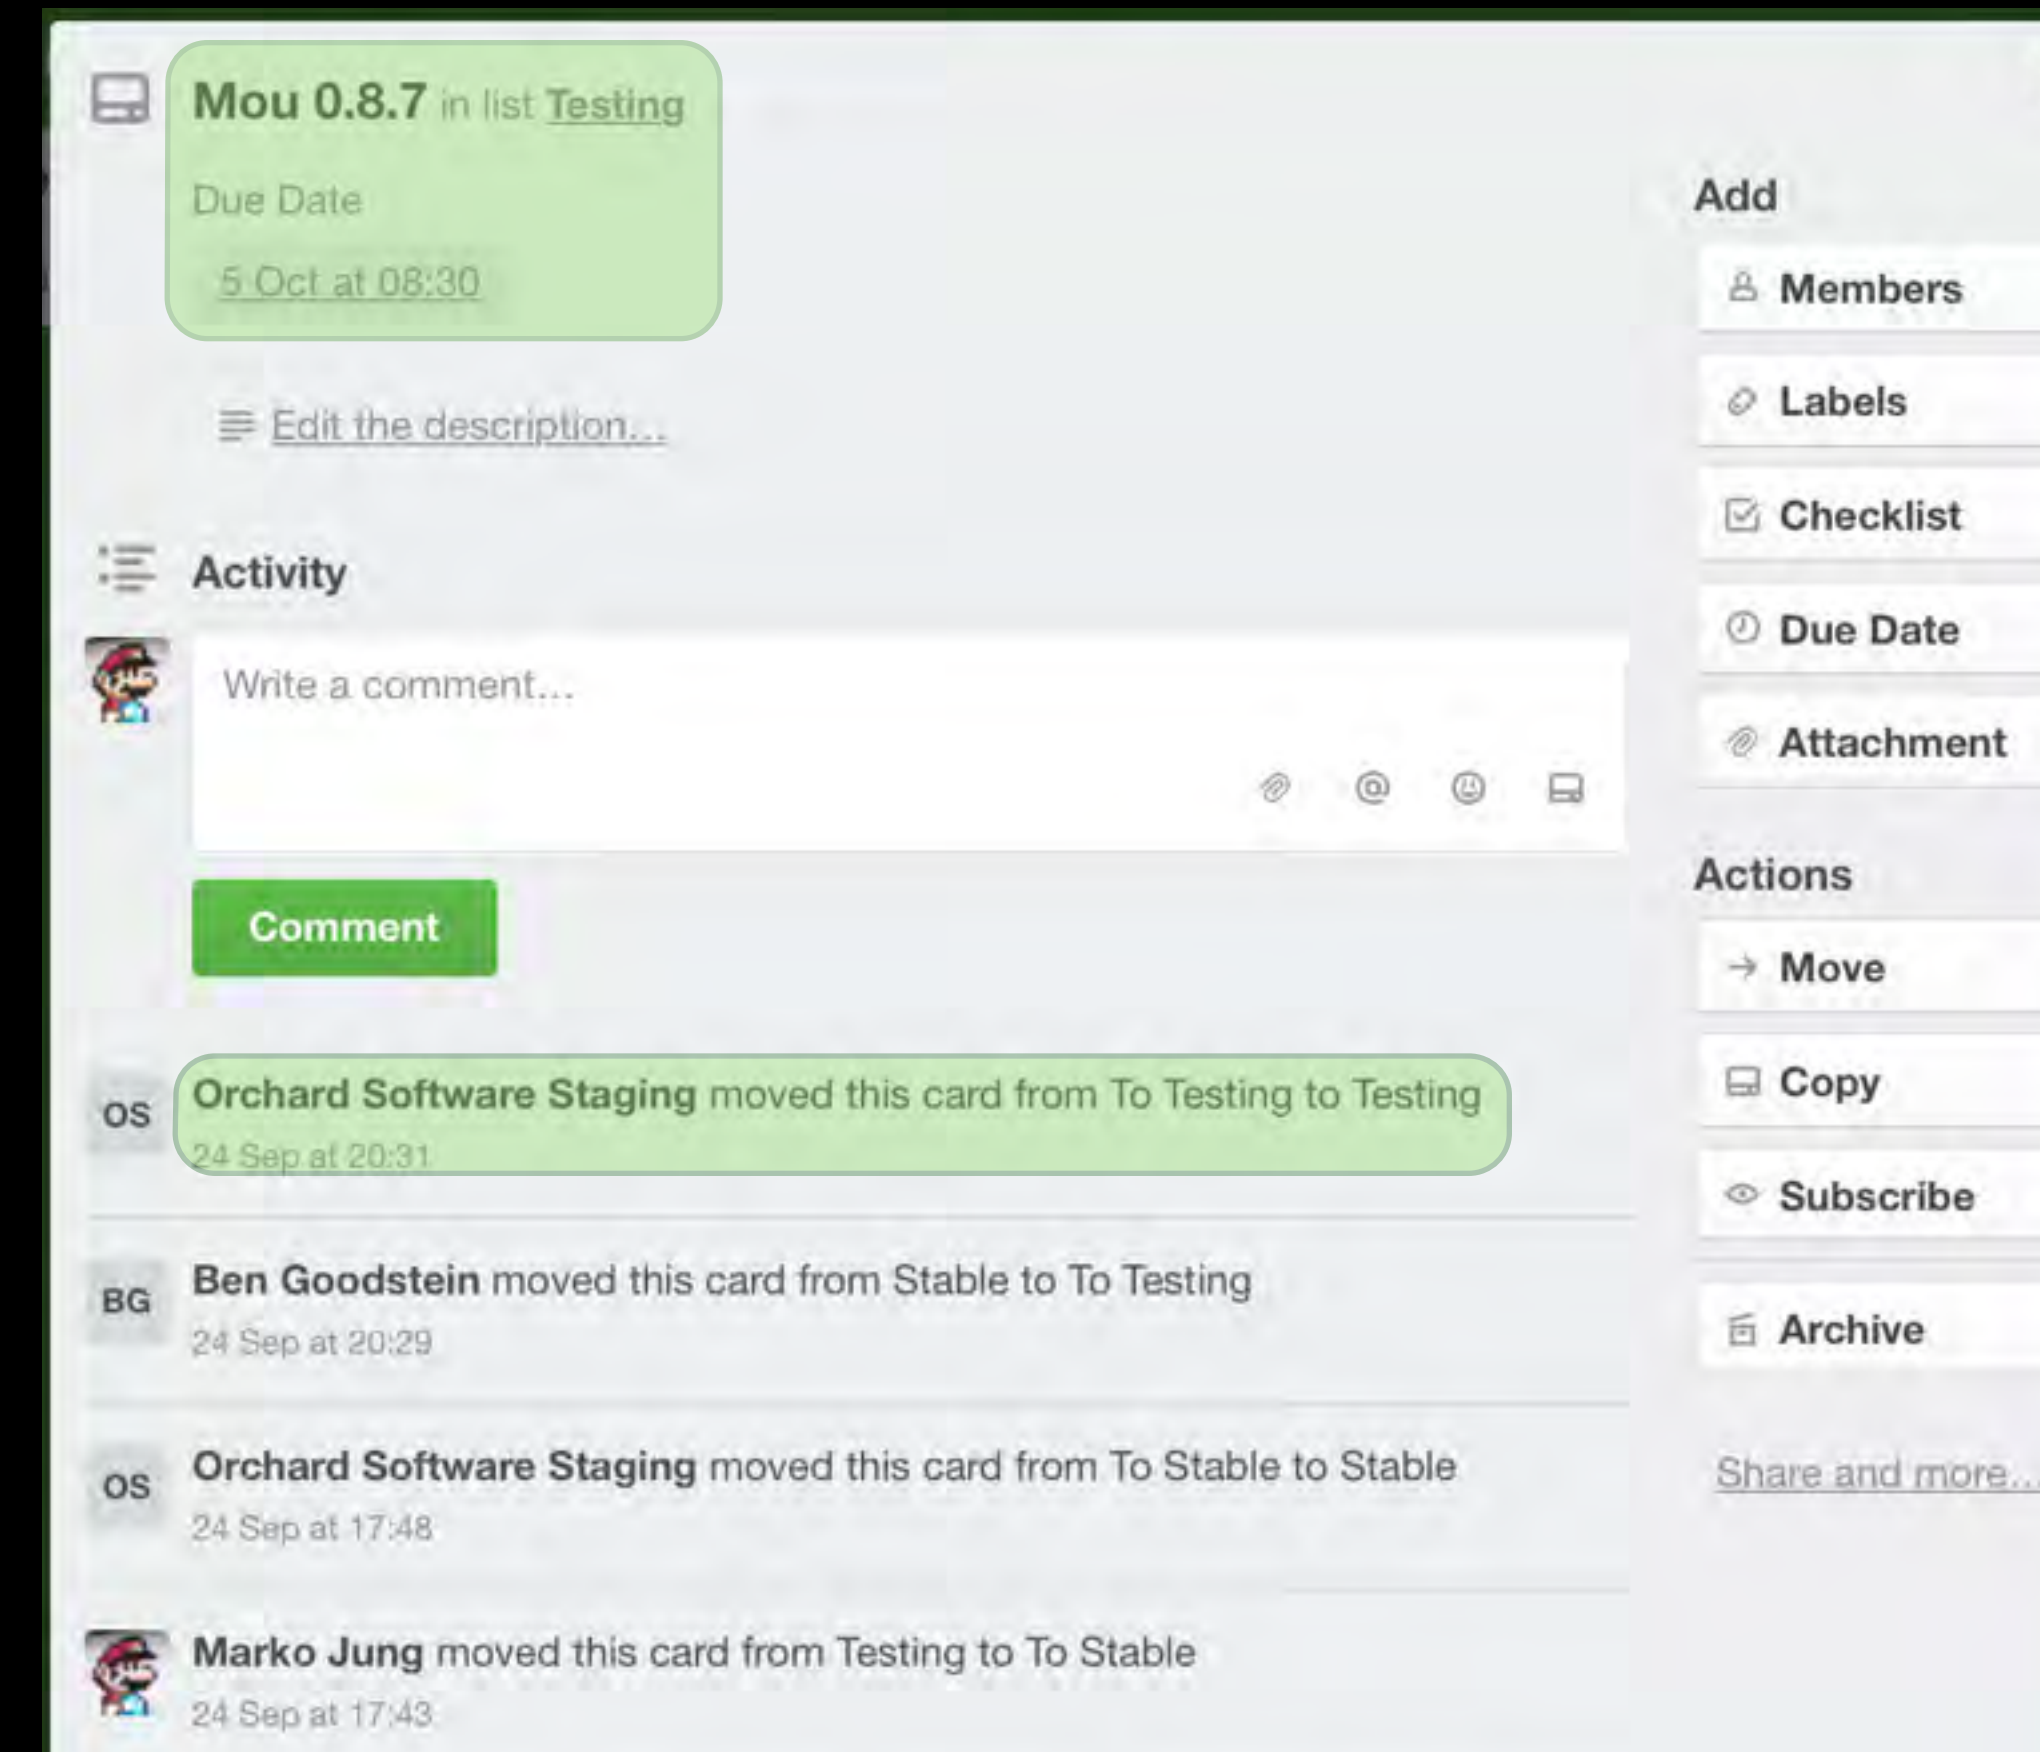 Mou 0.8.7 in list Testing
Due Date
5 Oct at 08:30
Edit the description…
Activity
Write a comment…
@
Comment
OS
Orchard Software Staging moved this card from To Testing to Testing
24 Sep at 20:31
BG
Ben Goodstein moved this card from Stable to To Testing
24 Sep at 20:29
OS
Orchard Software Staging moved this card from To Stable to Stable
24 Sep at 17:48
Marko Jung moved this card from Testing to To Stable
24 Sep at 17:43
Add
Members
Labels
Checklist
Due Date
Attachment
Actions
Move
Copy
Subscribe
Archive
Share and more…